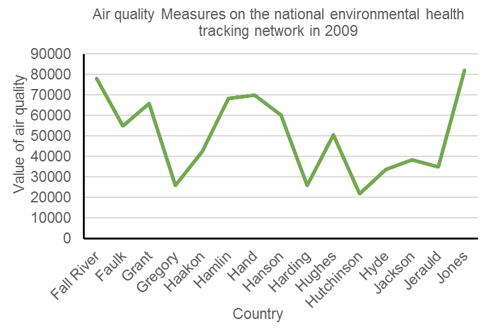 Air quality Measures on the national environmental health
tracking network in 2009
Value of air quality
90000
80000
70000
60000
50000
40000
30000
20000
10000
0
Fall River
Faulk
Grant
Gregory
Haakon
Hamlin
Hand
Hanson
Harding
Hughes
Hutchinson
Hyde
Jackson
Jerauld
Jones
Country